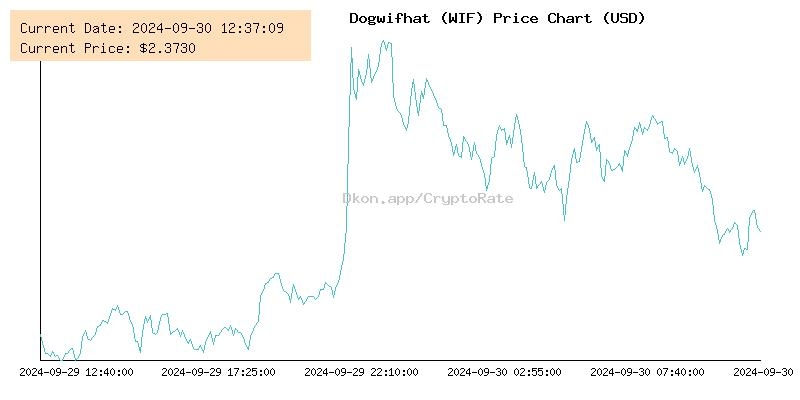 Dogwifhat (WIF) Price Chart (USD)
Current Date: 2024-09-30 12:37:09
Current Price: $2.3730
Dkon.app/CryptoRate
2024-09-29 12:40:00 2024-09-29 17:25:00 2024-09-29 22:10:00 2024-09-30 02:55:00 2024-09-30 07:40:00 2024-09-30